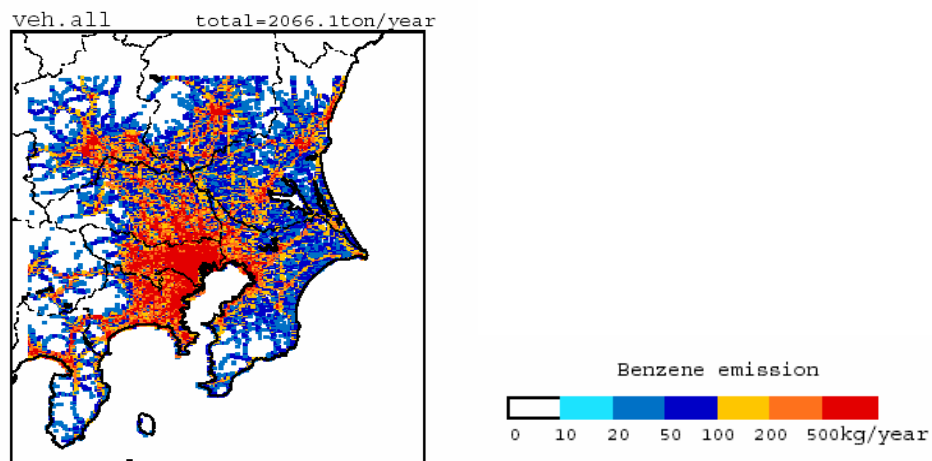 veh.all total=2066.1ton/year
Benzene emission
0 10 20 50 100 200 500kg/year